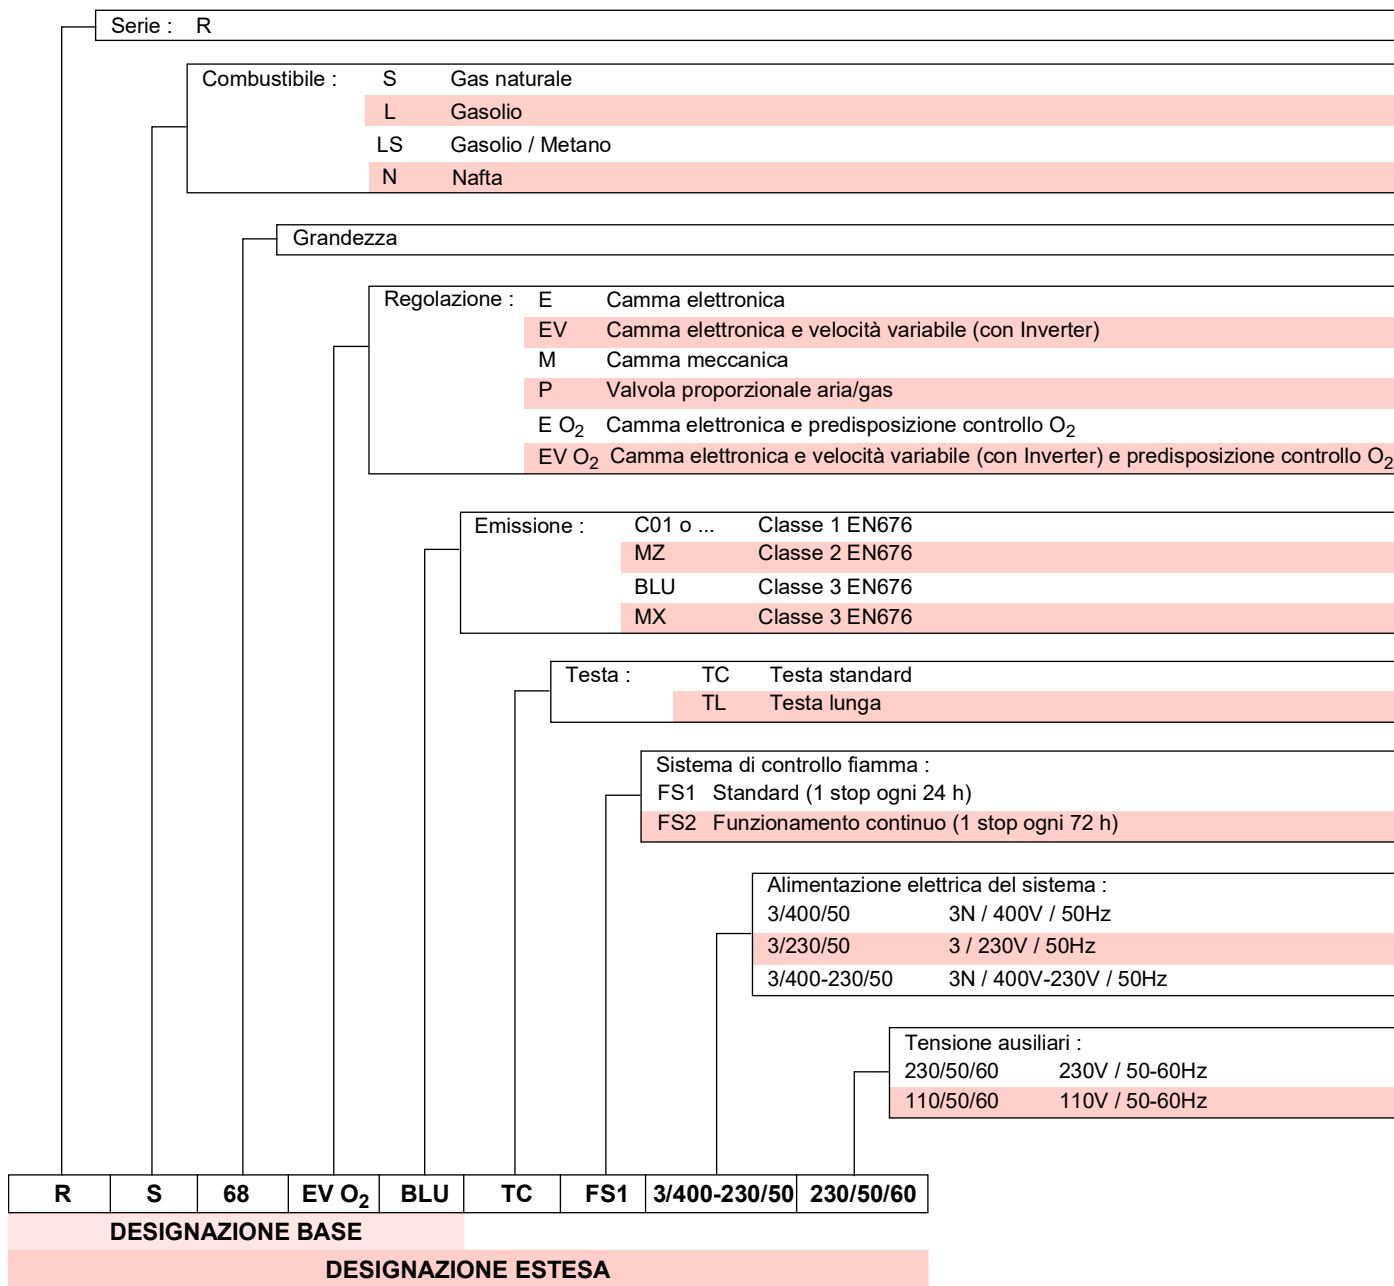 Serie : R
Combustibile : S Gas naturale
L Gasolio
LS Gasolio / Metano
N Nafta
Grandezza
Regolazione : E Camma elettronica
EV Camma elettronica e velocità variabile (con Inverter)
M Camma meccanica
P Valvola proporzionale aria/gas
E O₂ Camma elettronica e predisposizione controllo O₂
EV O₂ Camma elettronica e velocità variabile (con Inverter) e predisposizione controllo O₂
Emissione : C01 o ... Classe 1 EN676
MZ Classe 2 EN676
BLU Classe 3 EN676
MX Classe 3 EN676
Testa : TC Testa standard
TL Testa lunga
Sistema di controllo fiamma :
FS1 Standard (1 stop ogni 24 h)
FS2 Funzionamento continuo (1 stop ogni 72 h)
Alimentazione elettrica del sistema :
3/400/50 3N / 400V / 50Hz
3/230/50 3 / 230V / 50Hz
3/400-230/50 3N / 400V-230V / 50Hz
Tensione ausiliari :
230/50/60 230V / 50-60Hz
110/50/60 110V / 50-60Hz
R S 68 EV O₂ BLU TC FS1 3/400-230/50 230/50/60
DESIGNAZIONE BASE
DESIGNAZIONE ESTESA